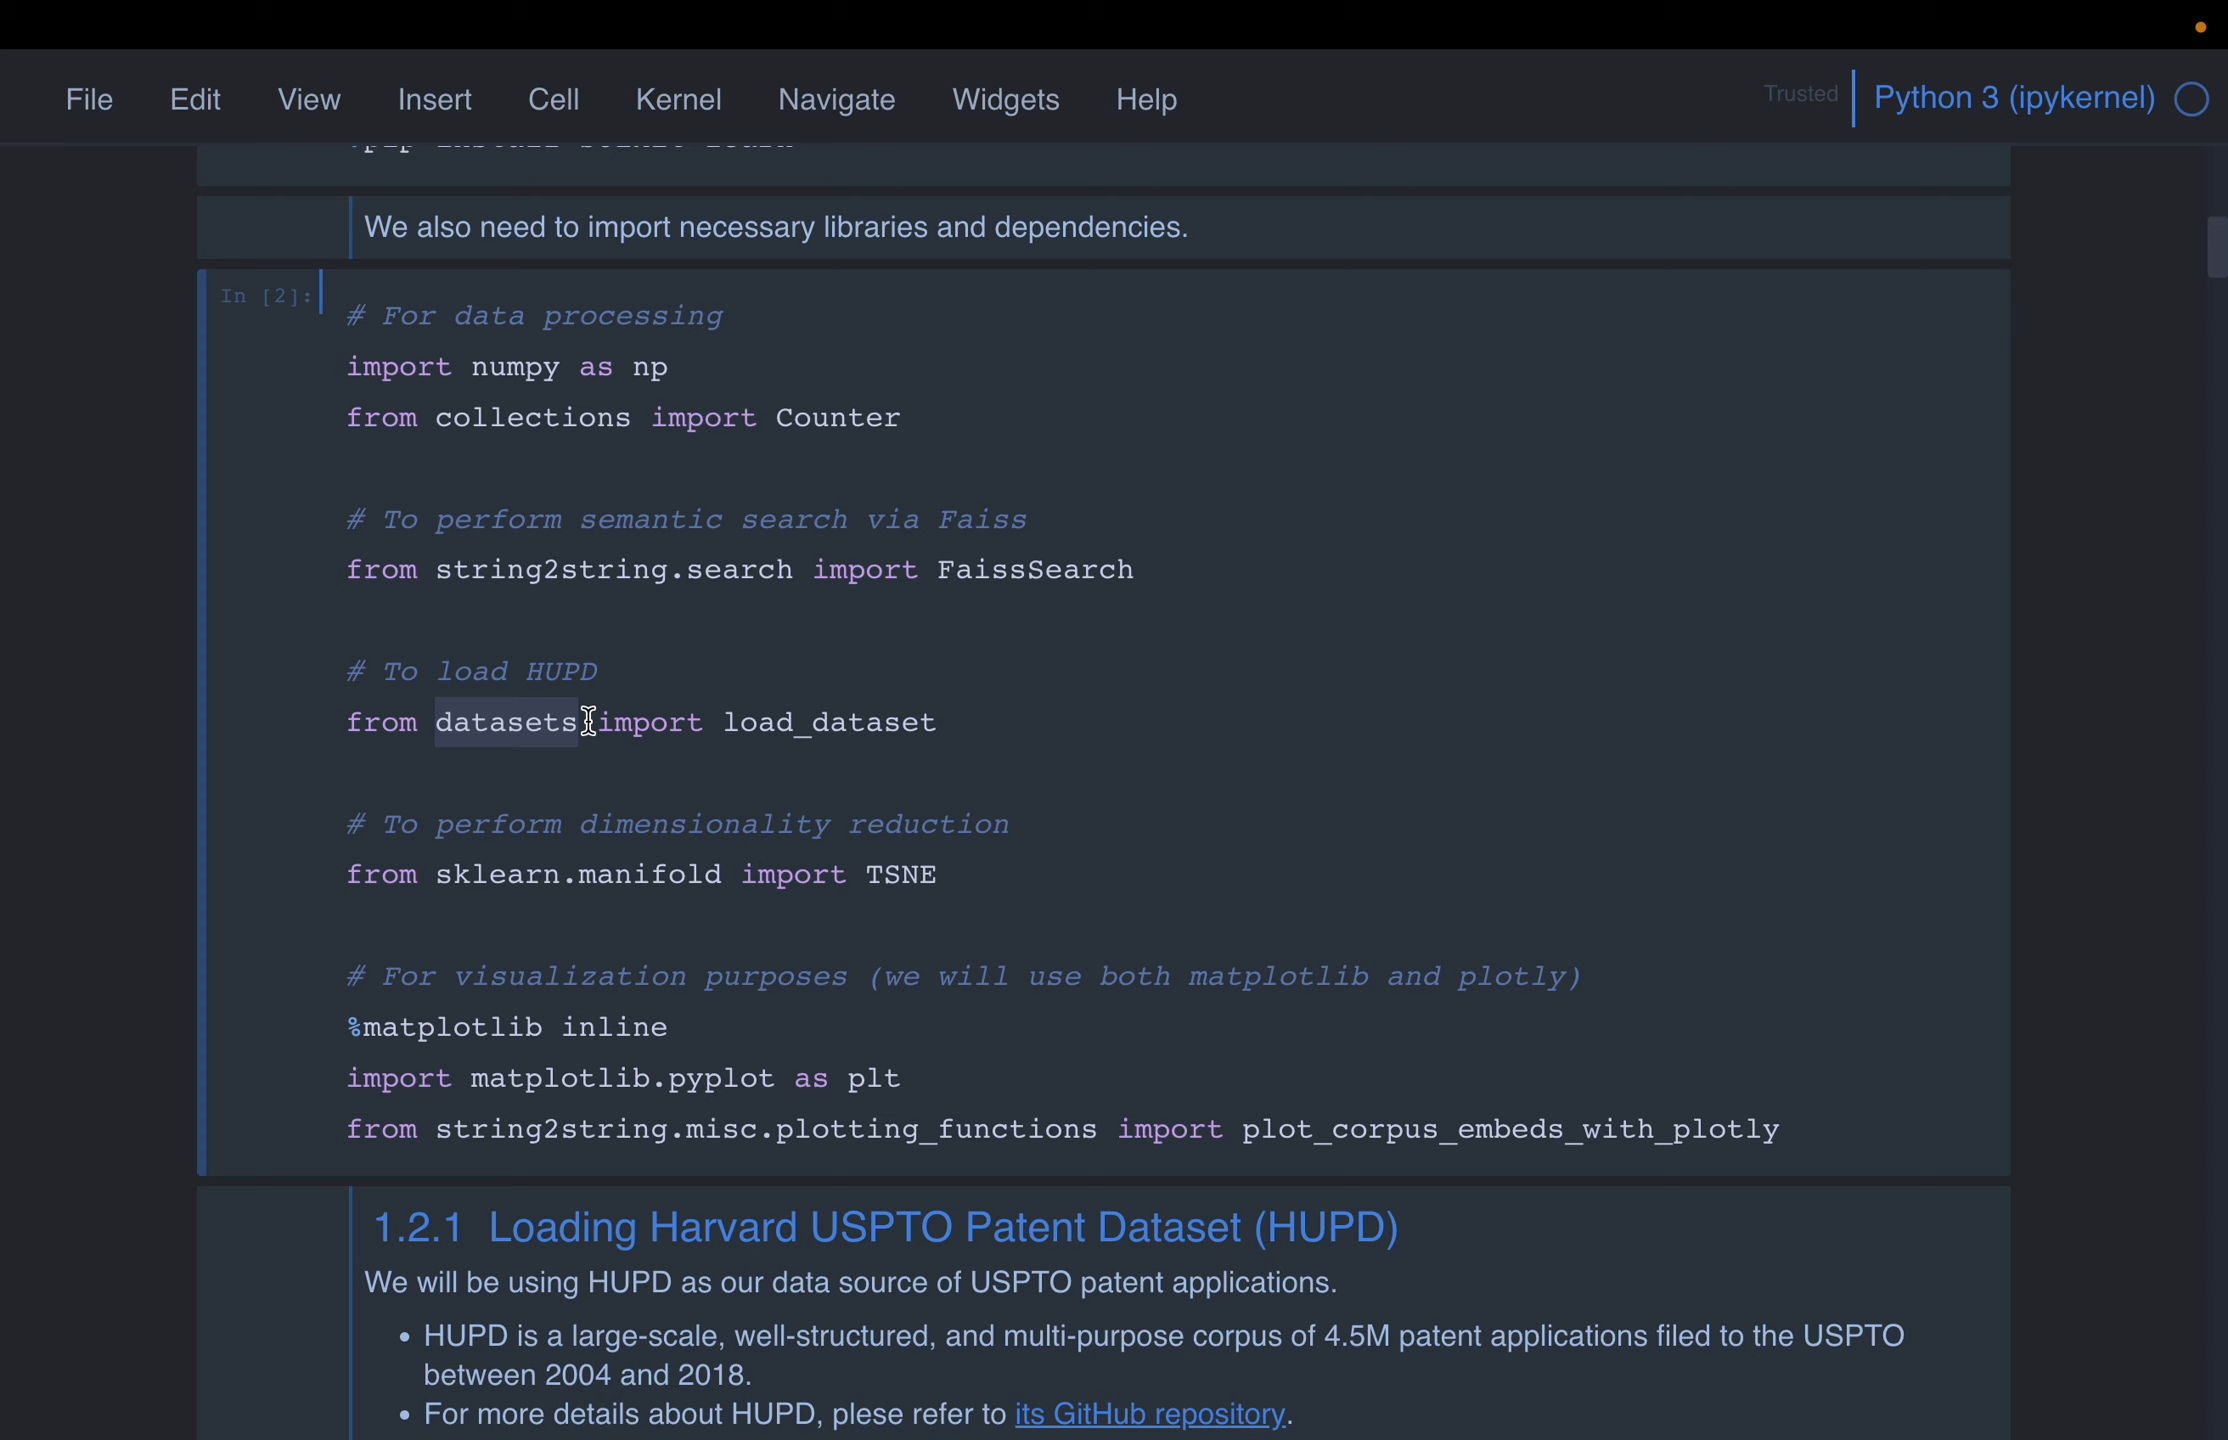 File Edit View Insert Cell Kernel Navigate Widgets Help Trusted Python 3 (ipykernel)
We also need to import necessary libraries and dependencies.
In [2]:
# For data processing
import numpy as np
from collections import Counter
# To perform semantic search via Faiss
from string2string.search import FaissSearch
# To load HUPD
from datasets import load_dataset
# To perform dimensionality reduction
from sklearn.manifold import TSNE
# For visualization purposes (we will use both matplotlib and plotly)
%matplotlib inline
import matplotlib.pyplot as plt
from string2string.misc.plotting_functions import plot_corpus_embeds_with_plotly
1.2.1 Loading Harvard USPTO Patent Dataset (HUPD)
We will be using HUPD as our data source of USPTO patent applications.
• HUPD is a large-scale, well-structured, and multi-purpose corpus of 4.5M patent applications filed to the USPTO
between 2004 and 2018.
• For more details about HUPD, plese refer to its GitHub repository.